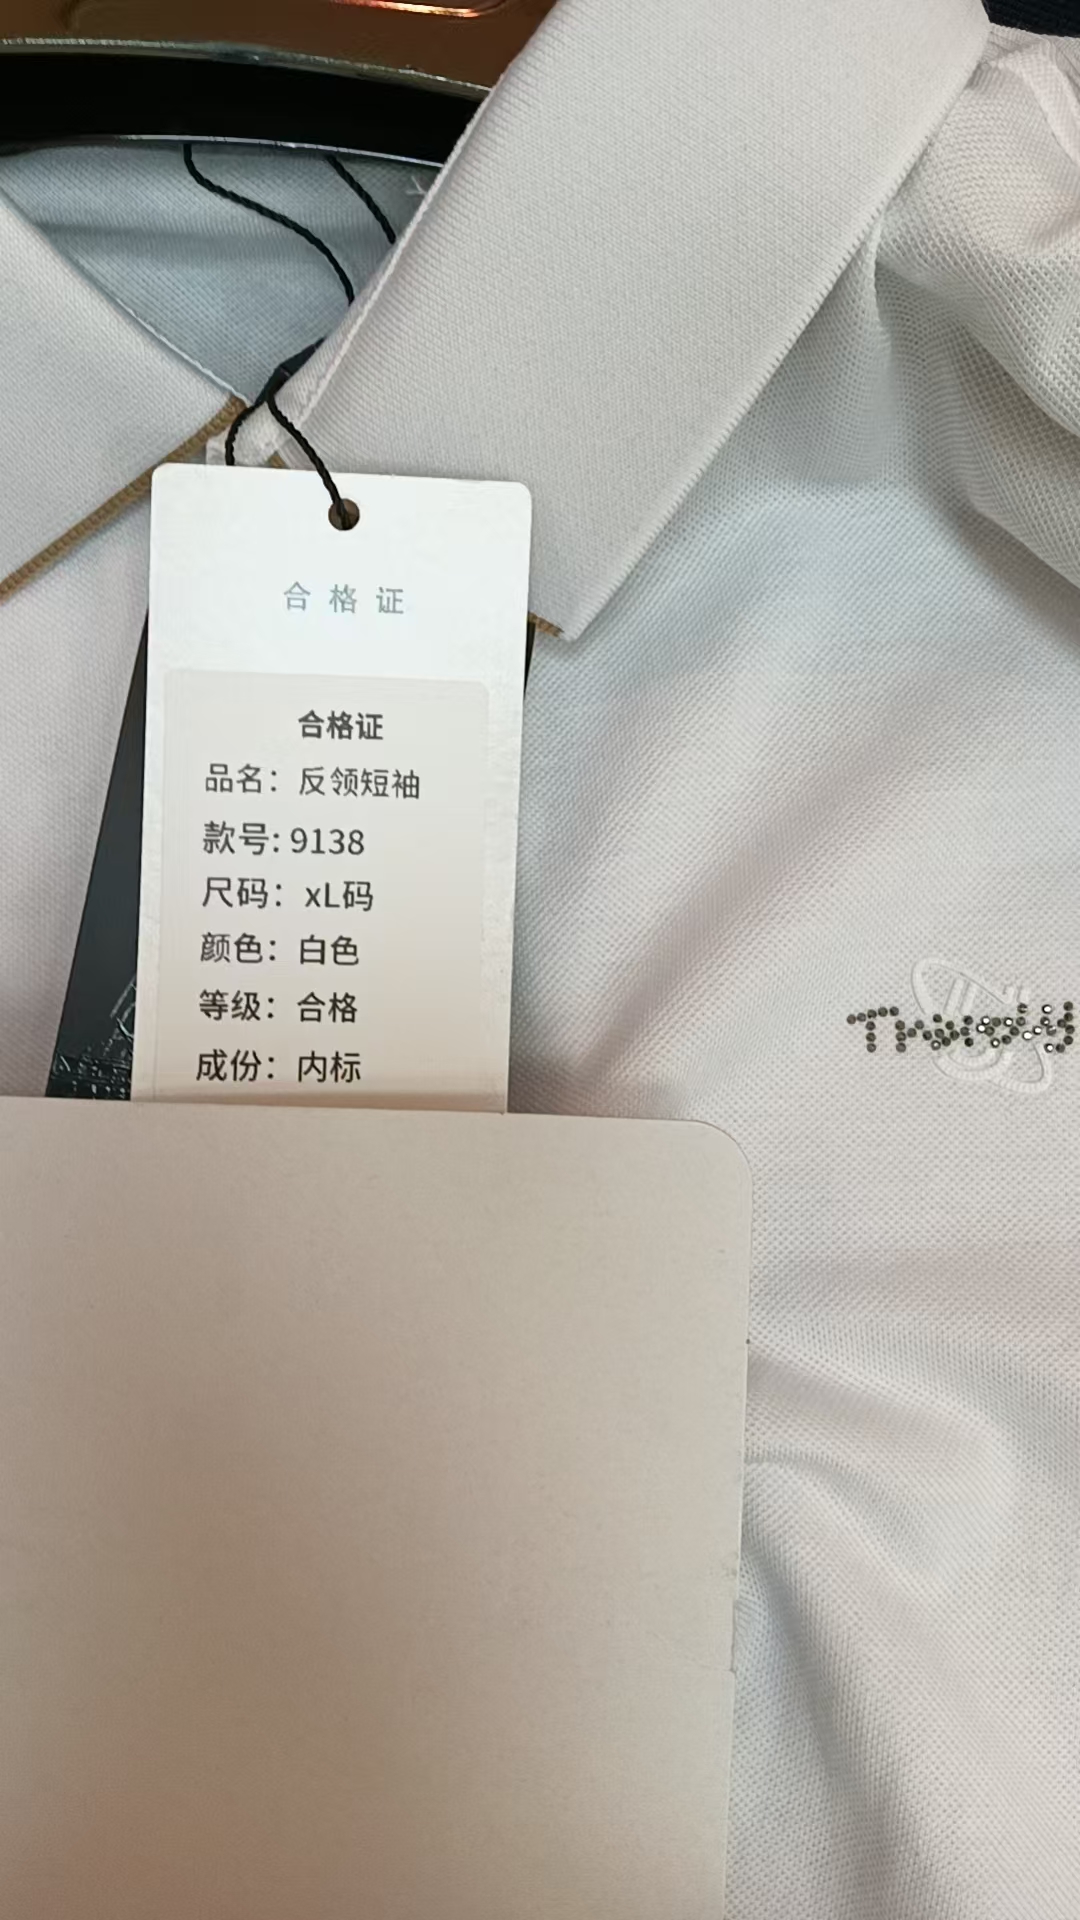 合格证
合格证
品名：反领短袖
款号: 9138
尺码：xL码
颜色：白色
等级：合格
成份：内标